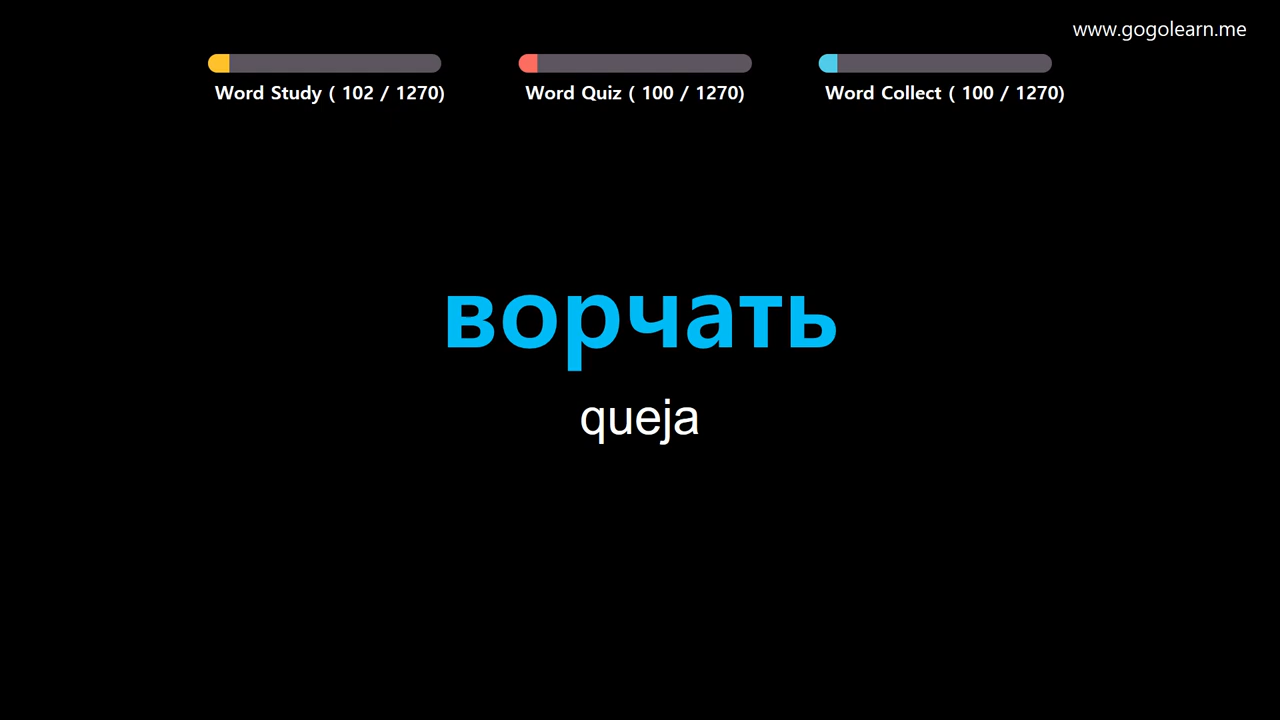 www.gogolearn.me
Word Study ( 102 / 1270)
Word Quiz ( 100 / 1270)
Word Collect ( 100 / 1270)
ворчать
queja